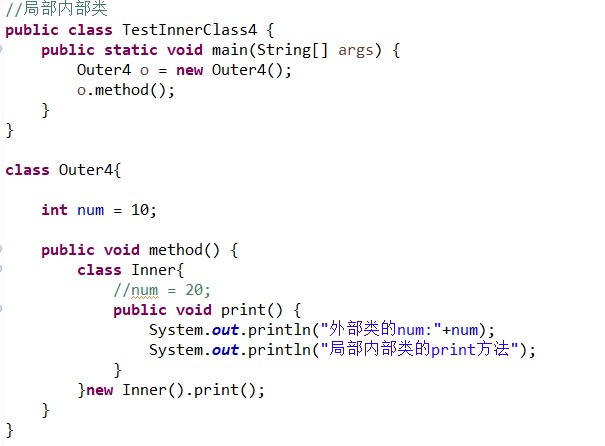 //局部内部类
public class TestInnerClass4 {
    public static void main(String[] args) {
        Outer4 o = new Outer4();
        o.method();
    }
}

class Outer4{

    int num = 10;

    public void method() {
        class Inner{
            //num = 20;
            public void print() {
                System.out.println("外部类的num:"+num);
                System.out.println("局部内部类的print方法");
            }
        }new Inner().print();
    }
}